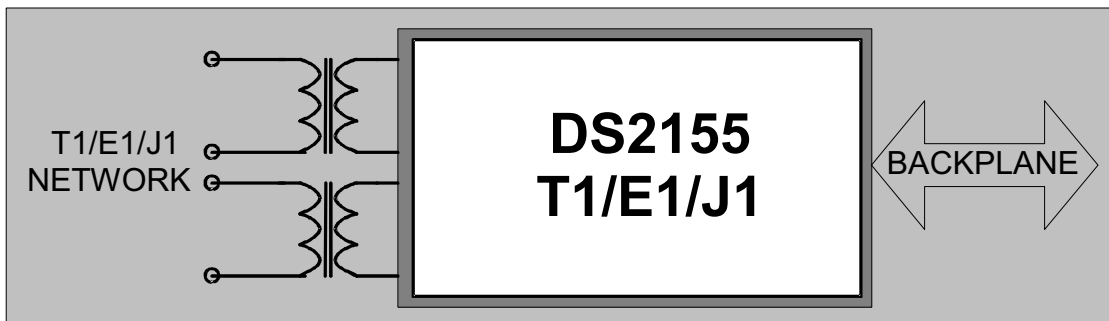 T1/E1/J1
NETWORK
DS2155
T1/E1/J1
BACKPLANE